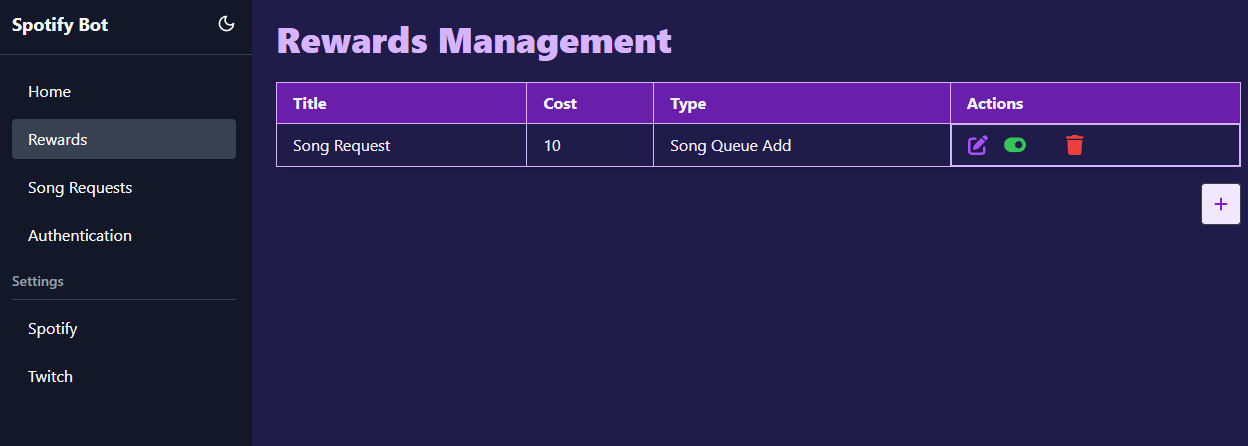 Spotify Bot
Home
Rewards
Song Requests
Authentication
Settings
Spotify
Twitch
Rewards Management
Title Cost Type Actions
Song Request 10 Song Queue Add
+